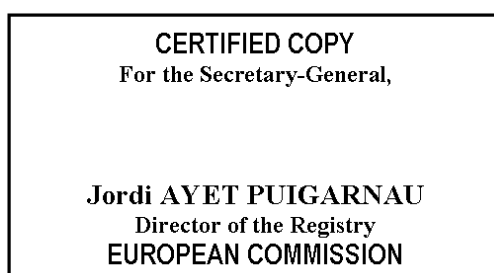 CERTIFIED COPY
For the Secretary-General,
Jordi AYET PUIGARNAU
Director of the Registry
EUROPEAN COMMISSION